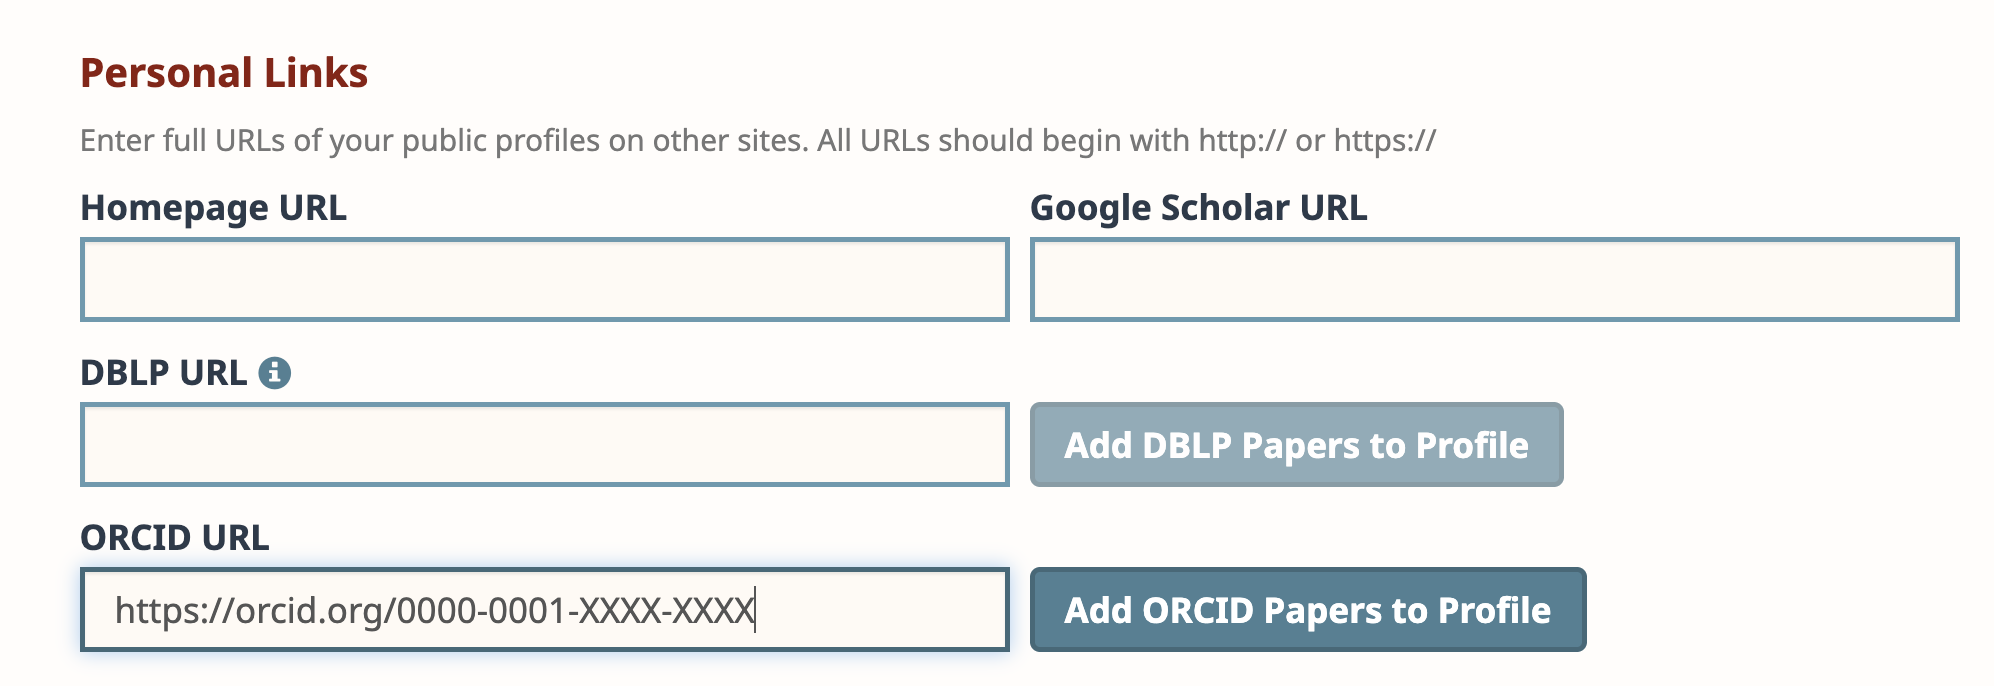 Personal Links
Enter full URLs of your public profiles on other sites. All URLs should begin with http:// or https://
Homepage URL
Google Scholar URL
DBLP URL
Add DBLP Papers to Profile
ORCID URL
https://orcid.org/0000-0001-XXXX-XXXX
Add ORCID Papers to Profile